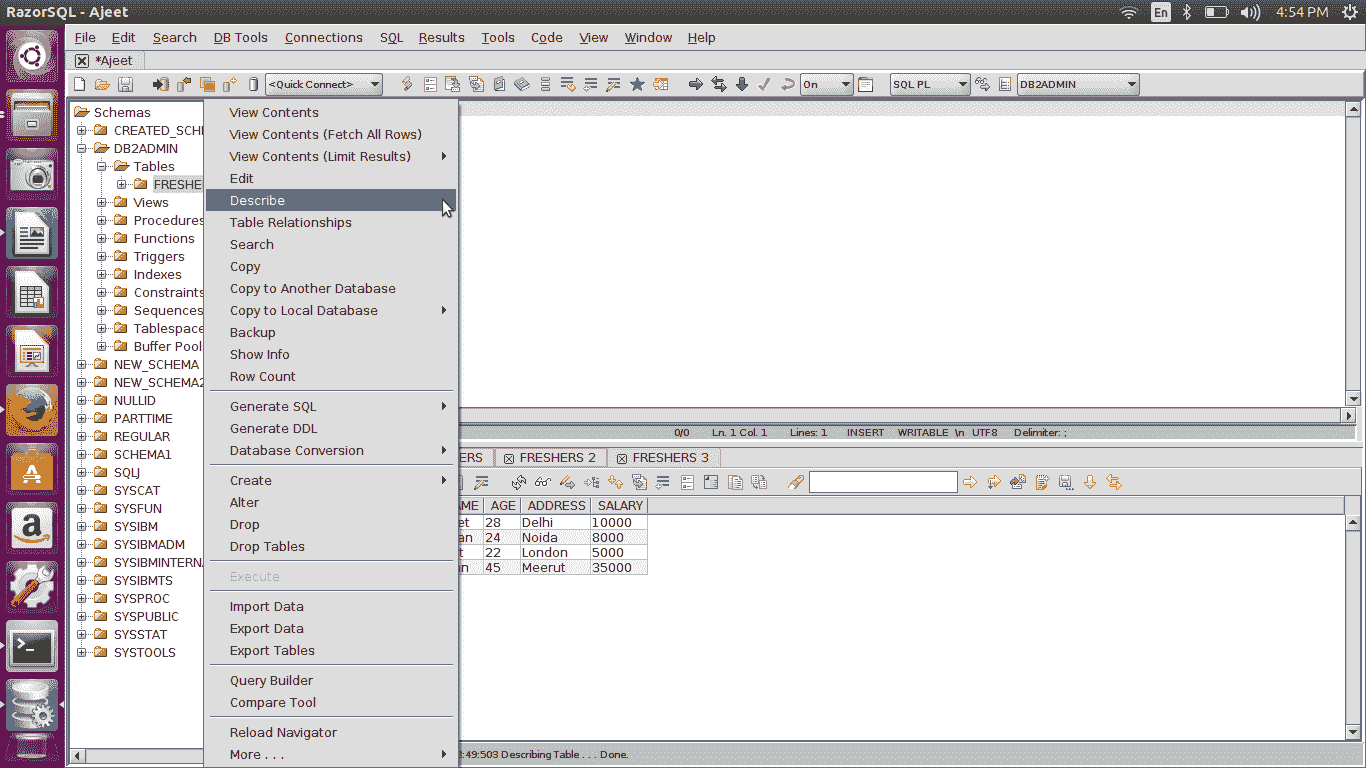 RazorSQL - Ajeet
En
4:54 PM
File Edit Search DB Tools Connections SQL Results Tools Code View Window Help
*Ajeet
<Quick Connect>
On
SQL PL
DB2ADMIN
Schemas
CREATED_SCH
DB2ADMIN
Tables
FRESHE
Views
Procedures
Functions
Triggers
Indexes
Constraints
Sequences
Tablespace
Buffer Pool
NEW_SCHEMA
NEW_SCHEMA2
NULLID
PARTTIME
REGULAR
SCHEMA1
SQLJ
SYSCAT
SYSFUN
SYSIBM
SYSIBMADM
SYSIBMINTERNA
SYSIBMTS
SYSPROC
SYSPUBLIC
SYSSTAT
SYSTOOLS
View Contents
View Contents (Fetch All Rows)
View Contents (Limit Results)
Edit
Describe
Table Relationships
Search
Copy
Copy to Another Database
Copy to Local Database
Backup
Show Info
Row Count
Generate SQL
Generate DDL
Database Conversion
Create
Alter
Drop
Drop Tables
Execute
Import Data
Export Data
Export Tables
Query Builder
Compare Tool
Reload Navigator
More . . .
0/0 Ln. 1 Col. 1 Lines: 1 INSERT WRITABLE \n UTF8 Delimiter: ;
ERS FRESHERS 2 FRESHERS 3
AME AGE ADDRESS SALARY
et 28 Delhi 10000
an 24 Noida 8000
t 22 London 5000
n 45 Meerut 35000
:49:503 Describing Table . . . Done.